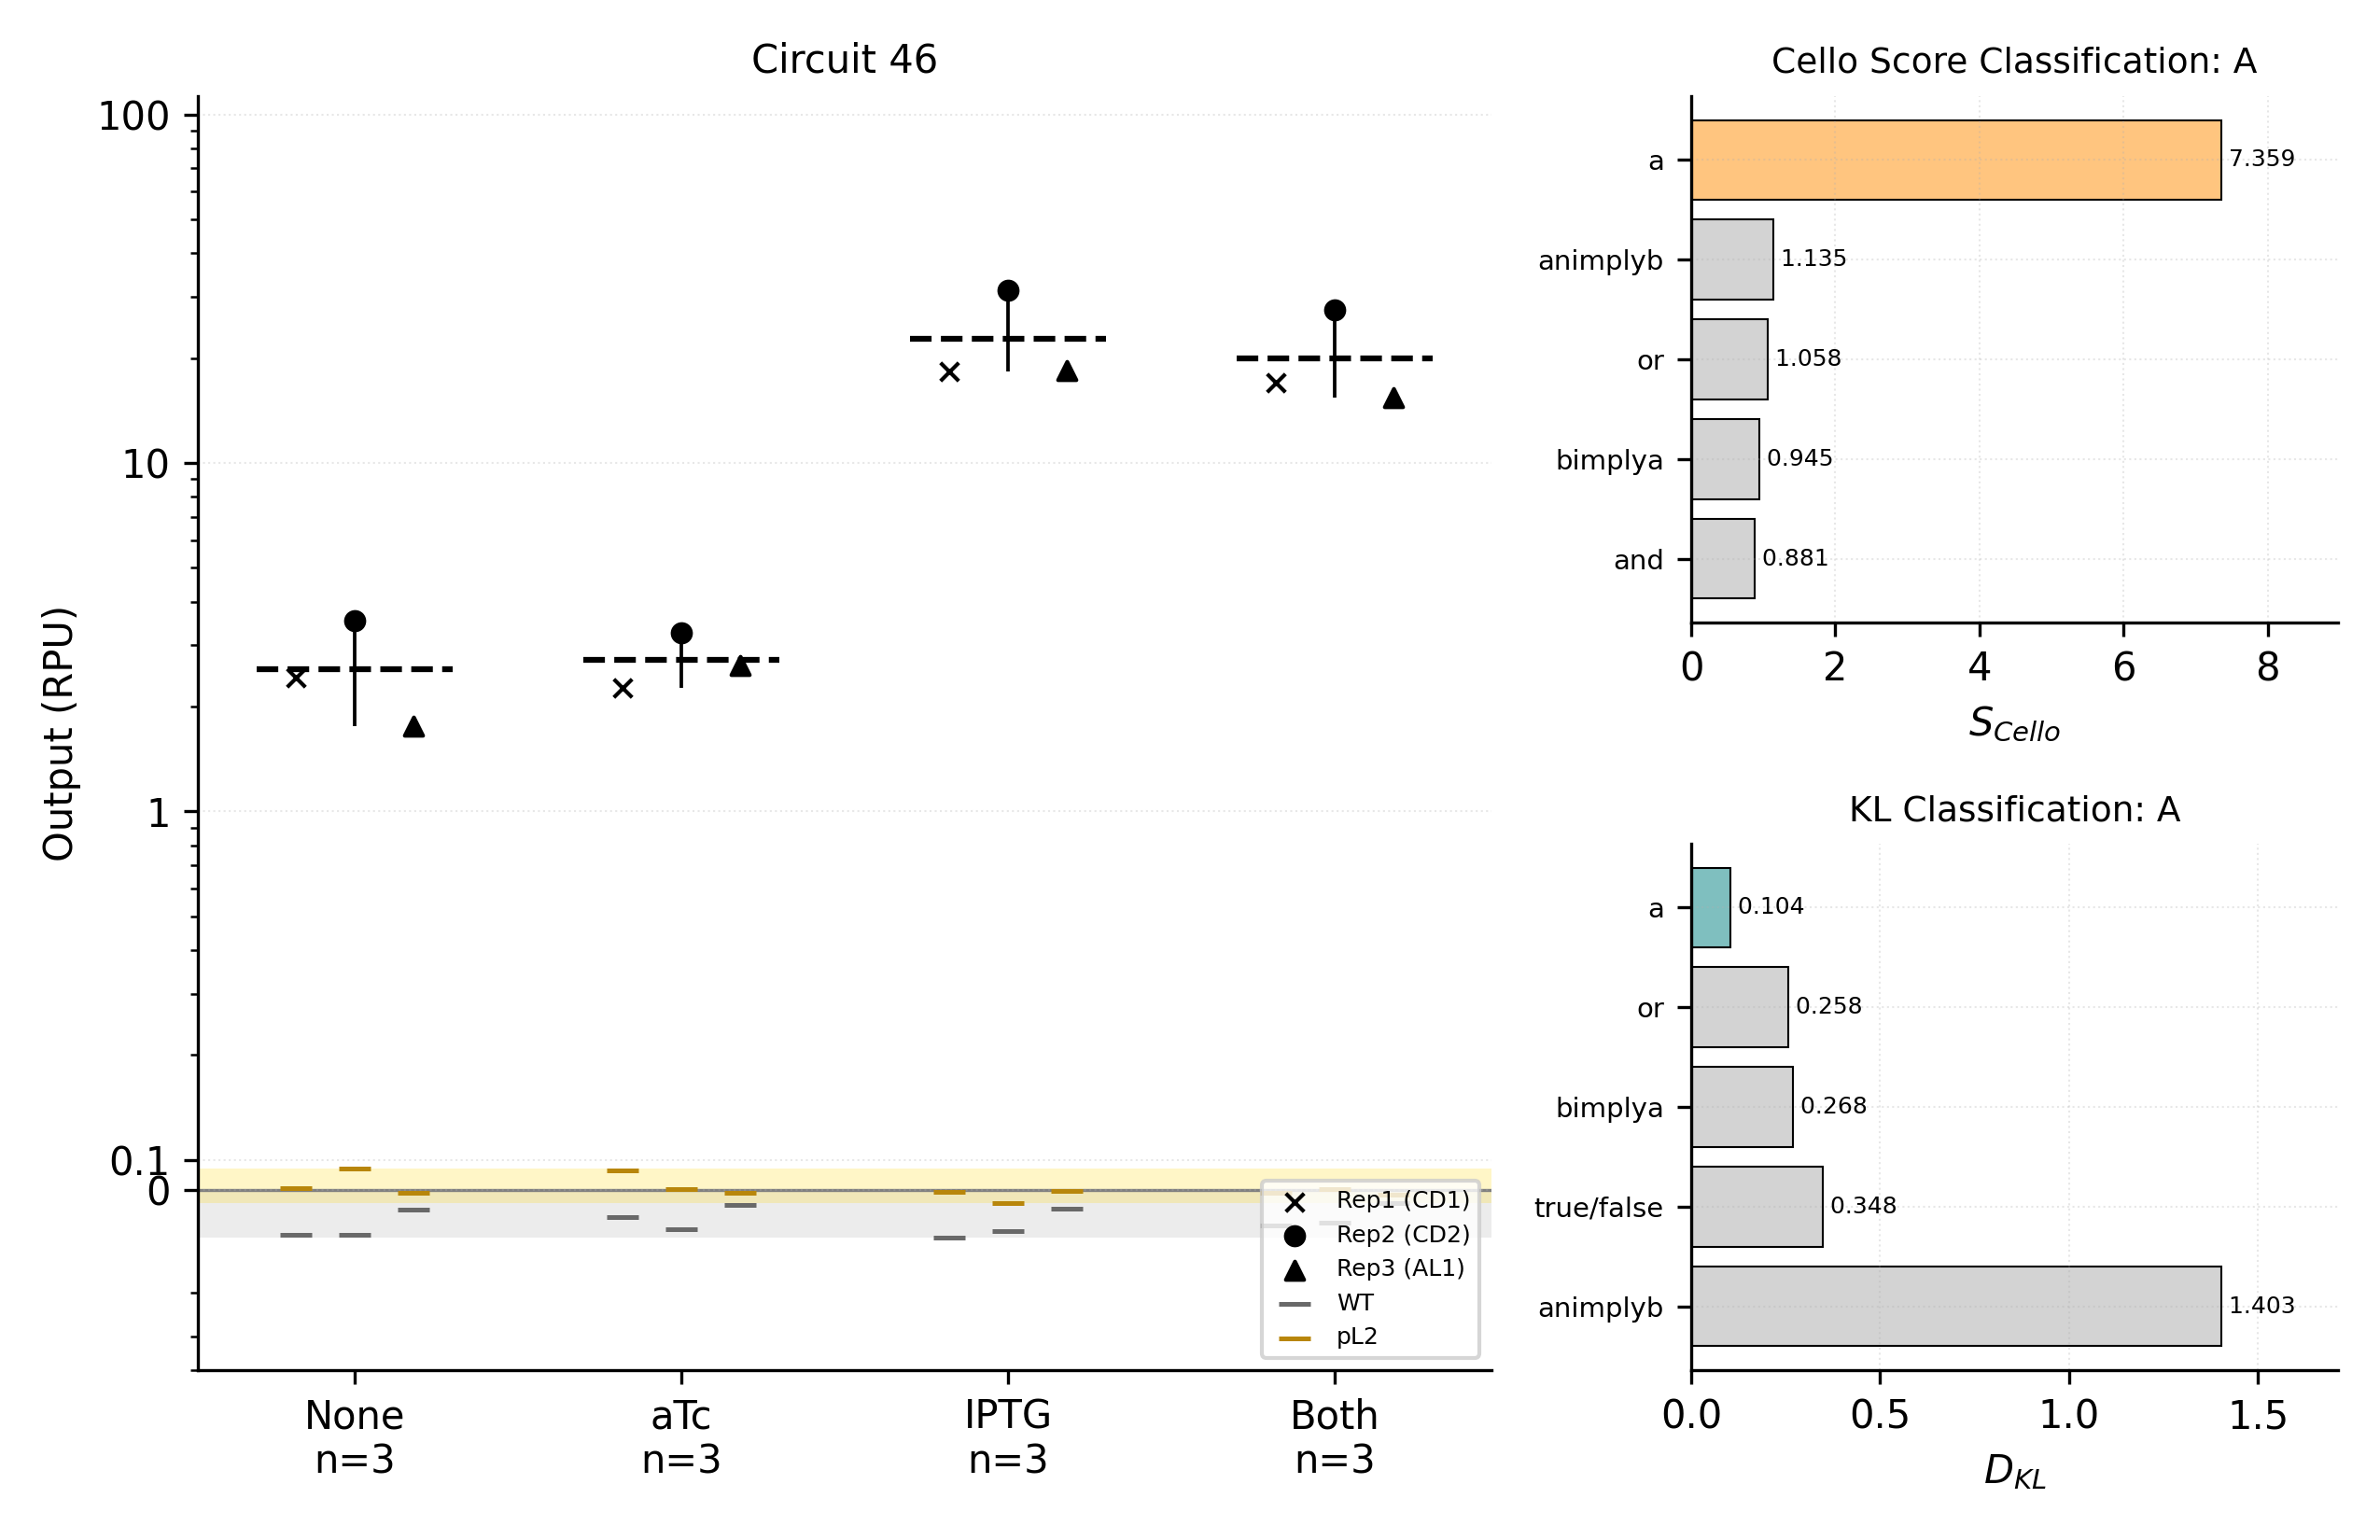 Circuit 46
Output (RPU)
100
10
1
0.1
0
None
n=3
aTc
n=3
IPTG
n=3
Both
n=3
Rep1 (CD1)
Rep2 (CD2)
Rep3 (AL1)
WT
pL2
Cello Score Classification: A
a
7.359
animplyb
1.135
or
1.058
bimplya
0.945
and
0.881
0 2 4 6 8
S_Cello
KL Classification: A
a
0.104
or
0.258
bimplya
0.268
true/false
0.348
animplyb
1.403
0.0 0.5 1.0 1.5
D_KL